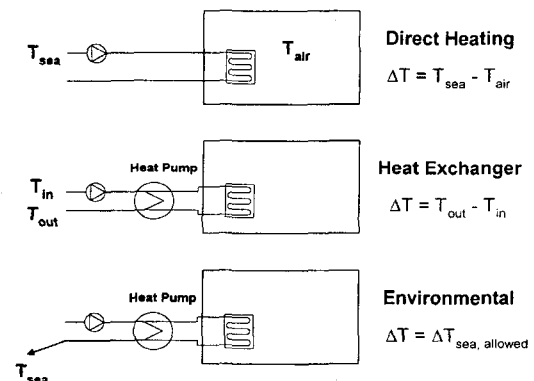 Direct Heating
T_sea
T_air
ΔT = T_sea - T_air
Heat Pump
Heat Exchanger
T_in
T_out
ΔT = T_out - T_in
Heat Pump
Environmental
ΔT = ΔT_sea, allowed
T_sea